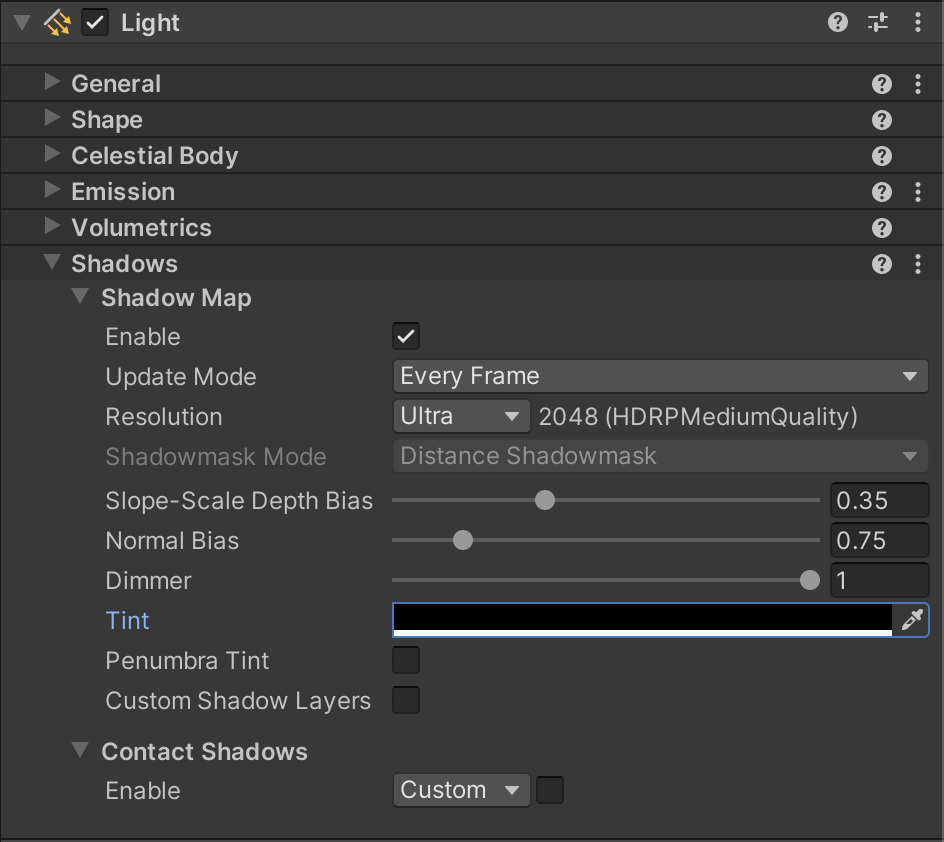 Light
General
Shape
Celestial Body
Emission
Volumetrics
Shadows
Shadow Map
Enable
Update Mode Every Frame
Resolution Ultra 2048 (HDRPMediumQuality)
Shadowmask Mode Distance Shadowmask
Slope-Scale Depth Bias 0.35
Normal Bias 0.75
Dimmer 1
Tint
Penumbra Tint
Custom Shadow Layers
Contact Shadows
Enable Custom